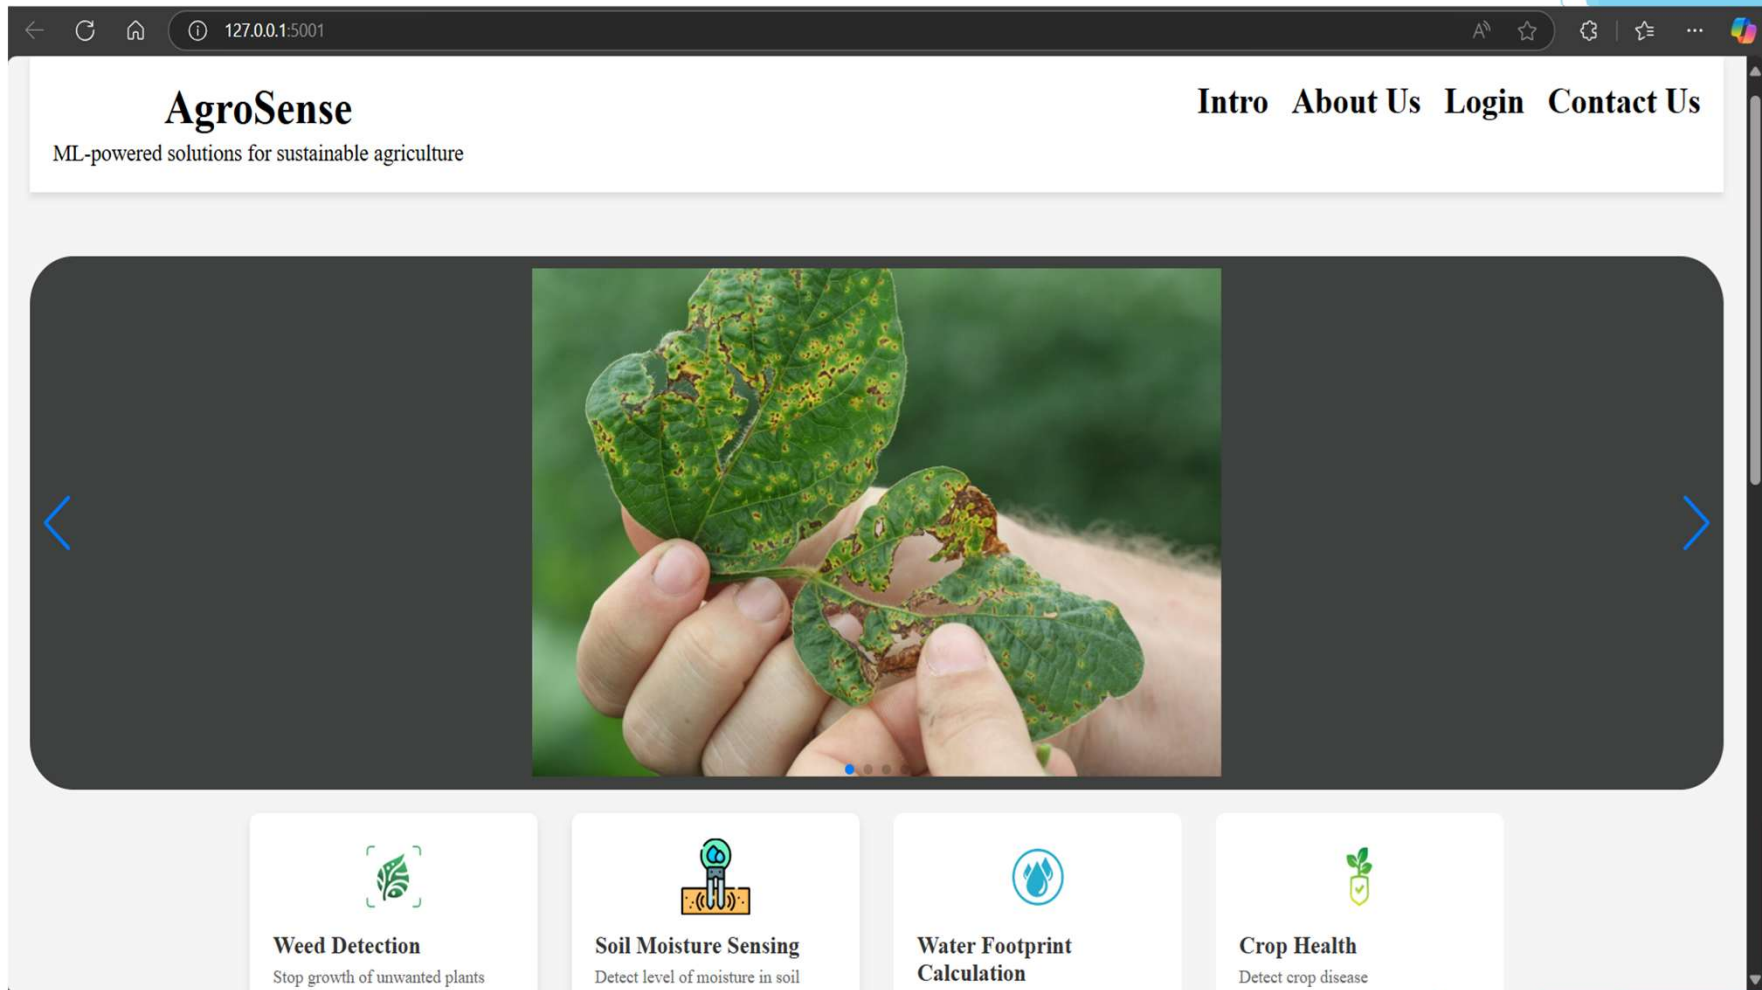 127.0.0.1:5001
AgroSense
ML-powered solutions for sustainable agriculture
Intro About Us Login Contact Us
Weed Detection
Stop growth of unwanted plants
Soil Moisture Sensing
Detect level of moisture in soil
Water Footprint
Calculation
Crop Health
Detect crop disease